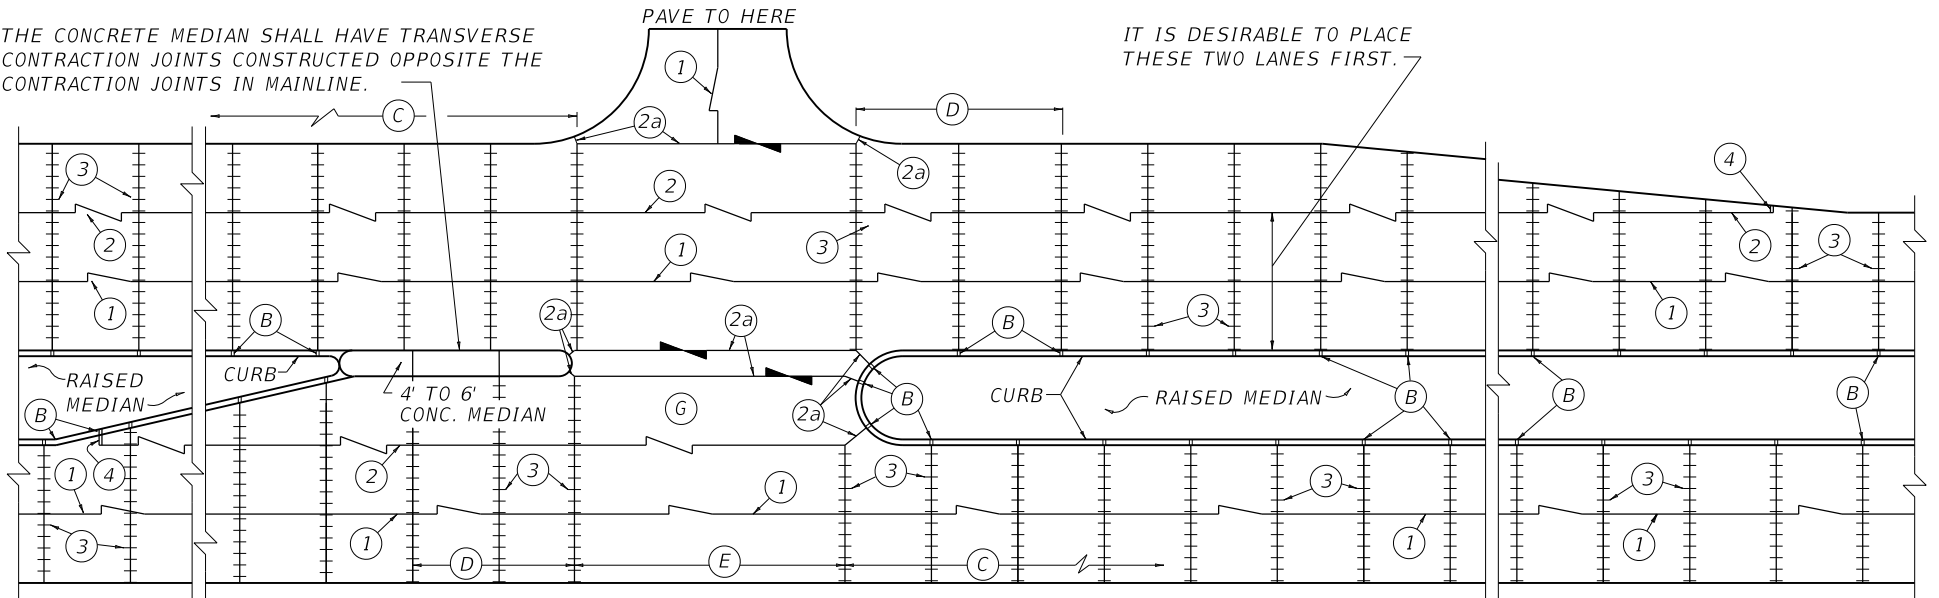 PAVE TO HERE
THE CONCRETE MEDIAN SHALL HAVE TRANSVERSE
CONTRACTION JOINTS CONSTRUCTED OPPOSITE THE
CONTRACTION JOINTS IN MAINLINE.
IT IS DESIRABLE TO PLACE
THESE TWO LANES FIRST.
1
C
2a
D
3
2
2a
4
2
1
3
2
3
1
B
2a
2a
3
B
1
RAISED
MEDIAN
CURB
4' TO 6'
CONC. MEDIAN
G
2a
B
CURB
RAISED MEDIAN
B
B
B
B
1
4
2
3
1
3
3
3
3
1
1
1
D
E
C